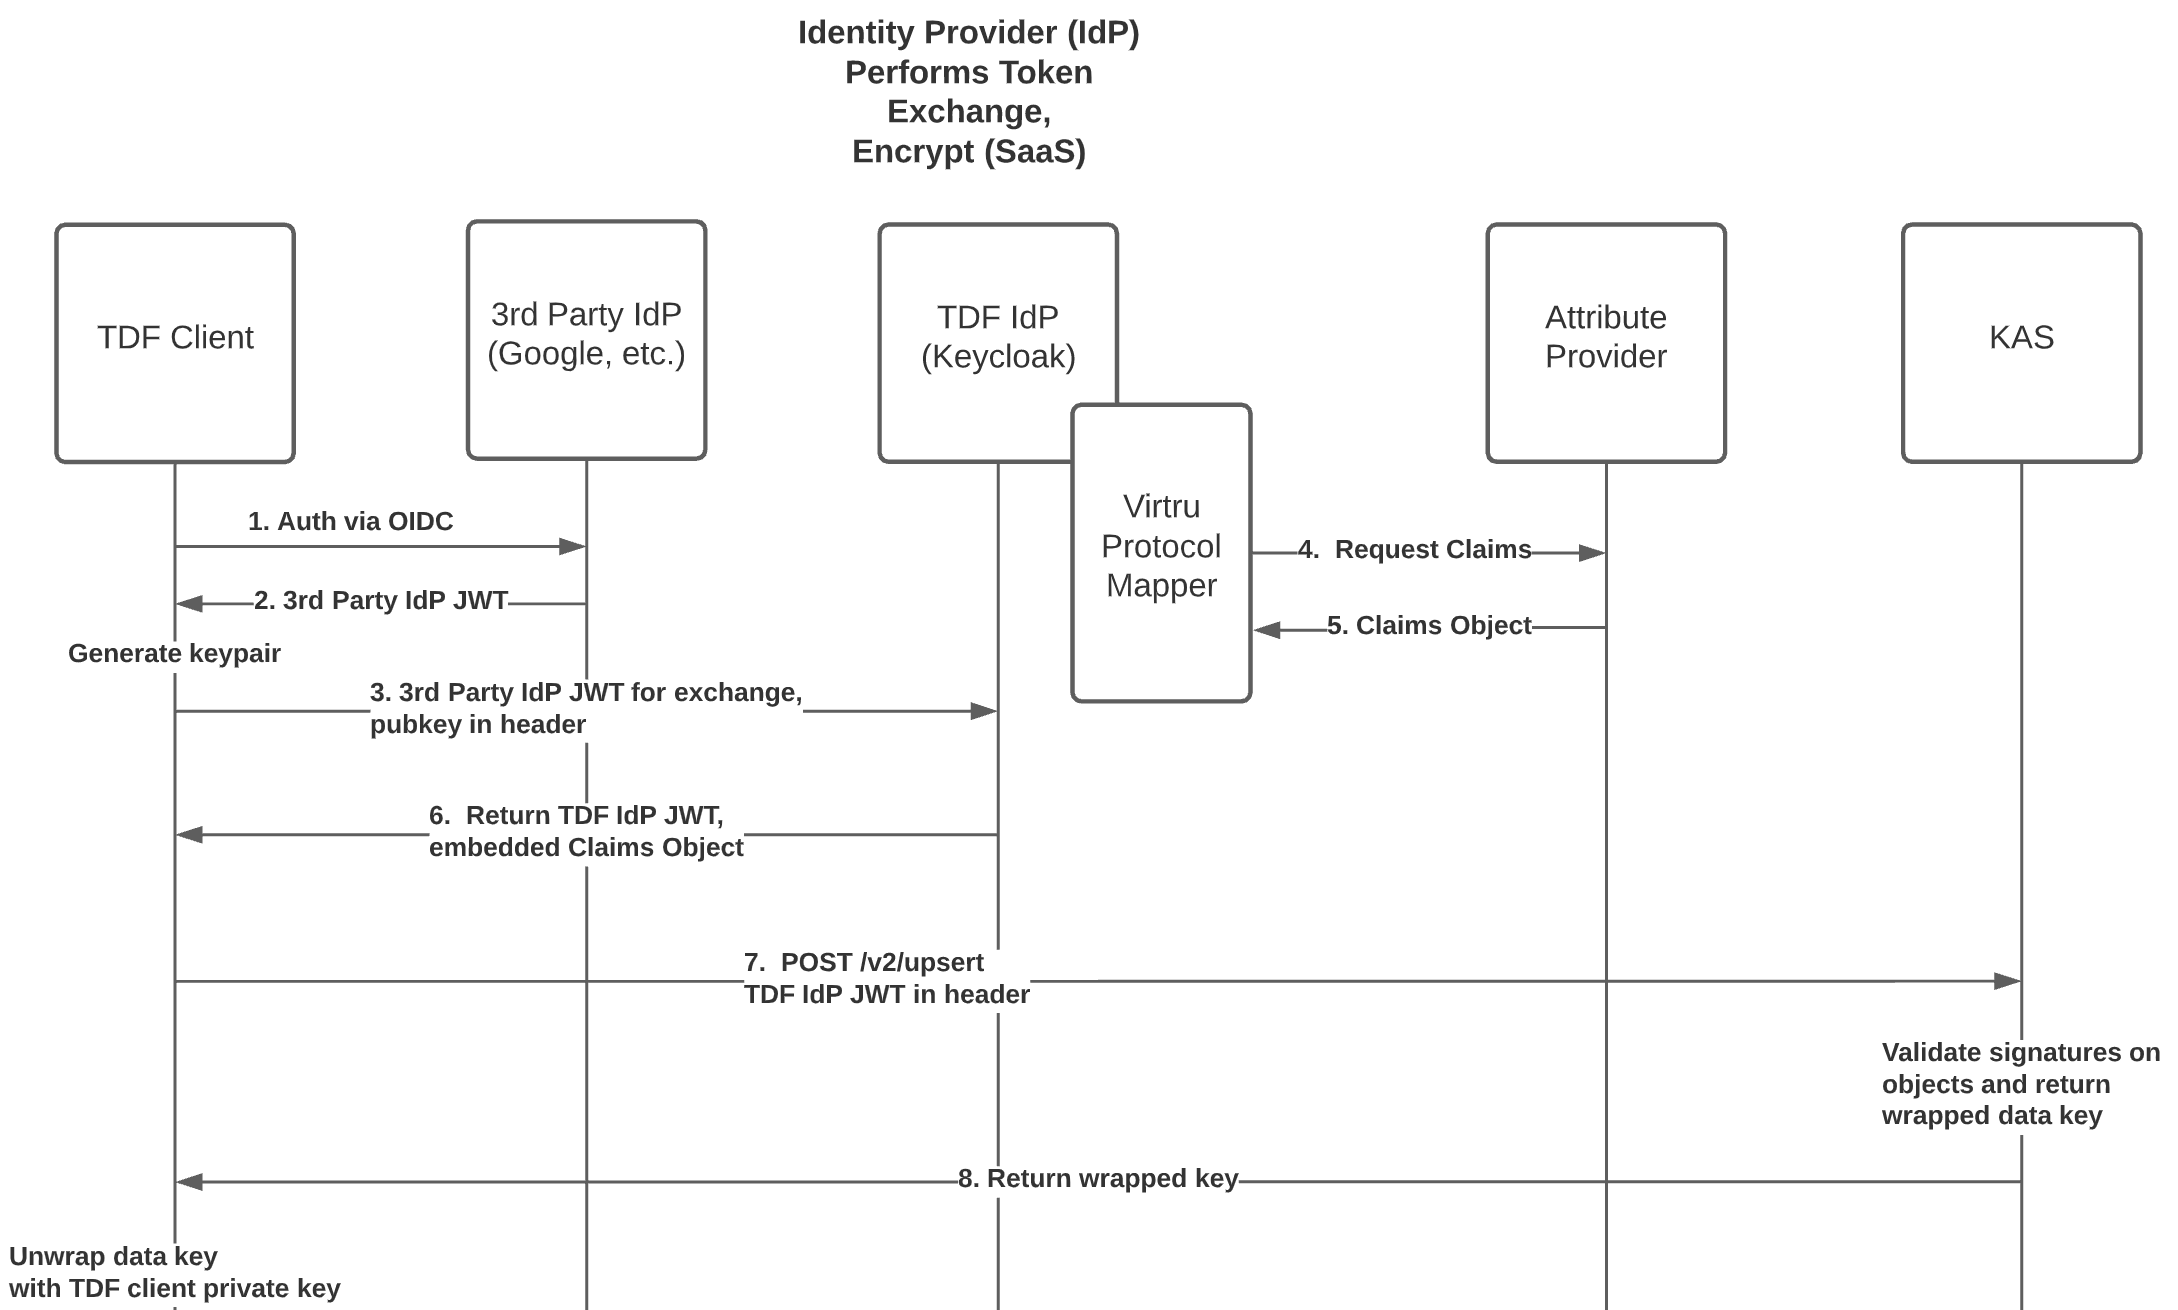 Identity Provider (IdP)
Performs Token
Exchange,
Encrypt (SaaS)
TDF Client
3rd Party IdP
(Google, etc.)
TDF IdP
(Keycloak)
Attribute
Provider
KAS
Virtru
Protocol
Mapper
1. Auth via OIDC
2. 3rd Party IdP JWT
Generate keypair
3. 3rd Party IdP JWT for exchange,
pubkey in header
4.  Request Claims
5. Claims Object
6.  Return TDF IdP JWT,
embedded Claims Object
7.  POST /v2/upsert
TDF IdP JWT in header
Validate signatures on
objects and return
wrapped data key
8. Return wrapped key
Unwrap data key
with TDF client private key